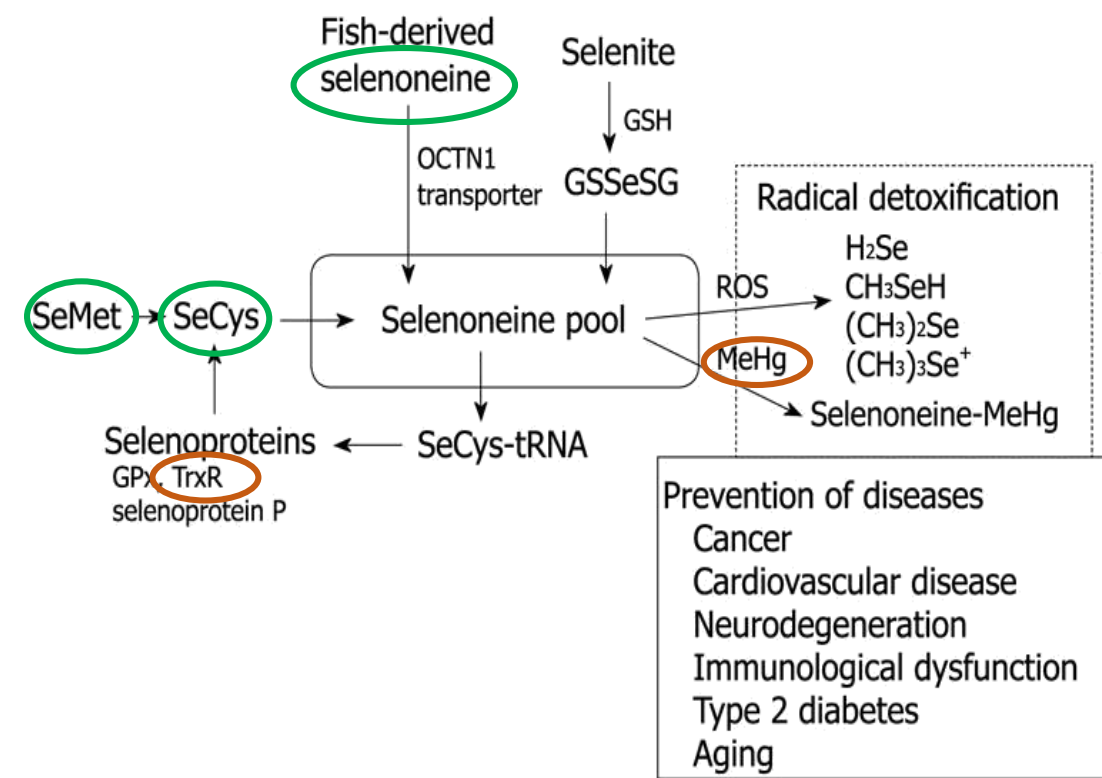 Fish-derived
selenoneine
Selenite
GSH
OCTN1
transporter
GSSeSG
Radical detoxification
H₂Se
CH₃SeH
(CH₃)₂Se
(CH₃)₃Se⁺
ROS
MeHg
Selenoneine-MeHg
SeMet
SeCys
Selenoneine pool
SeCys-tRNA
Selenoproteins
GPx, TrxR
selenoprotein P
Prevention of diseases
Cancer
Cardiovascular disease
Neurodegeneration
Immunological dysfunction
Type 2 diabetes
Aging